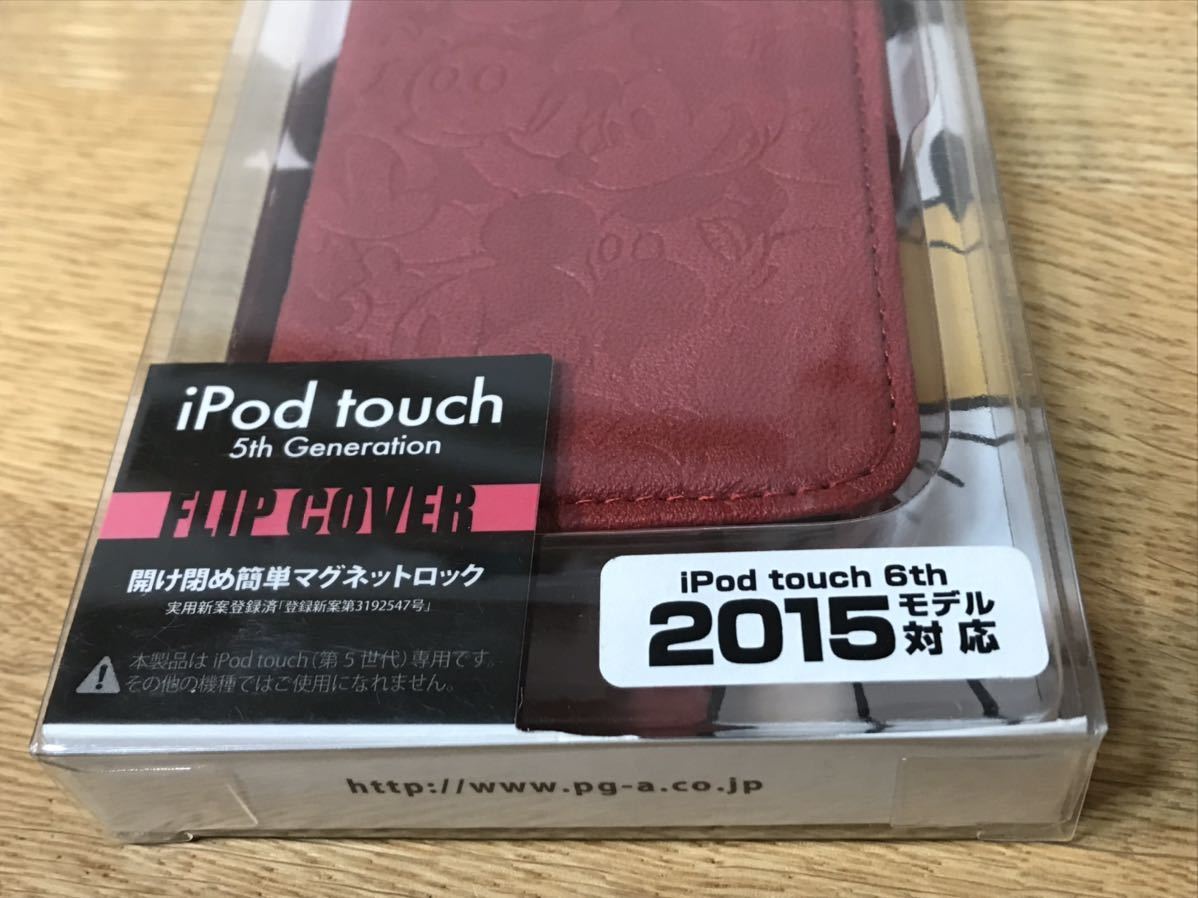 iPod touch
5th Generation
FLIP COVER
開け閉め簡単マグネットロック
実用新案登録済「登録新案第3192547号」
本製品は iPod touch(第5世代)専用です。
その他の機種ではご使用になれません。
iPod touch 6th
2015モデル対応
http://www.pg-a.co.jp